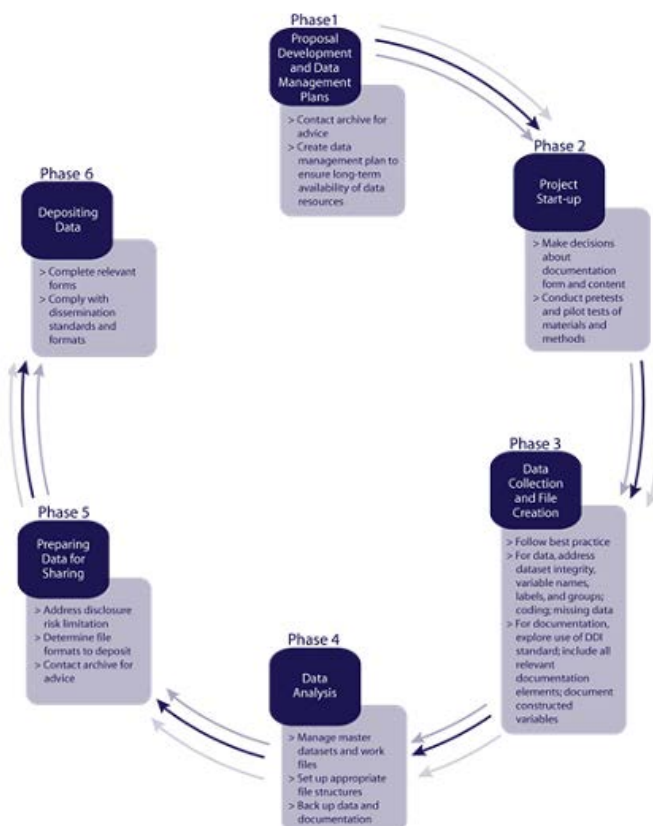 Phase1
Proposal
Development
and Data
Management
Plans
> Contact archive for
advice
> Create data
management plan to
ensure long-term
availability of data
resources
Phase 2
Project
Start-up
> Make decisions
about
documentation
form and content
> Conduct pretests
and pilot tests of
materials and
methods
Phase 3
Data
Collection
and File
Creation
> Follow best practice
> For data, address
dataset integrity,
variable names,
labels, and groups;
coding; missing data
> For documentation,
explore use of DDI
standard; include all
relevant
documentation
elements; document
constructed
variables
Phase 4
Data
Analysis
> Manage master
datasets and work
files
> Set up appropriate
file structures
> Back up data and
documentation
Phase 5
Preparing
Data for
Sharing
> Address disclosure
risk limitation
> Determine file
formats to deposit
> Contact archive for
advice
Phase 6
Depositing
Data
> Complete relevant
forms
> Comply with
dissemination
standards and
formats